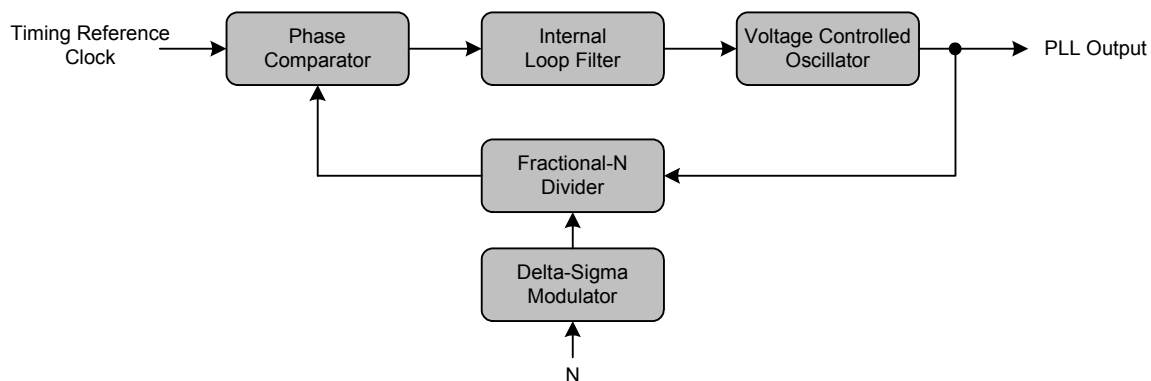 Timing Reference
Clock
Phase
Comparator
Internal
Loop Filter
Voltage Controlled
Oscillator
PLL Output
Fractional-N
Divider
Delta-Sigma
Modulator
N